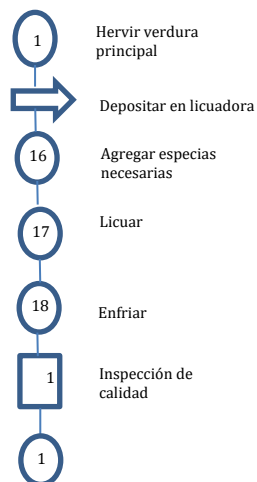 1
Hervir verdura
principal
Depositar en licuadora
16
Agregar especias
necesarias
17
Licuar
18
Enfriar
1
Inspección de
calidad
1